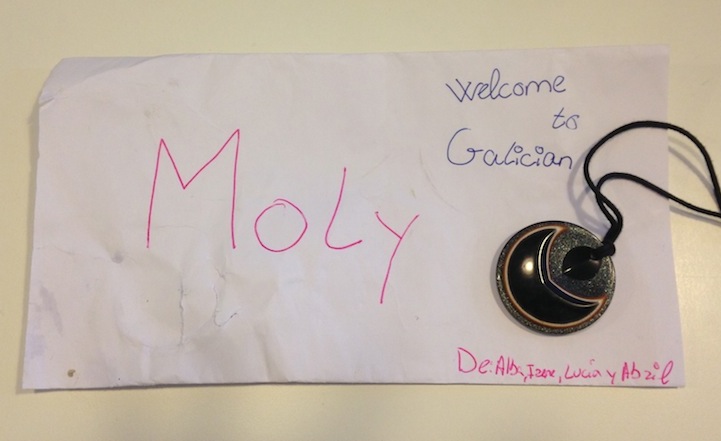 Welcome
to
Galician
MoLy
De: Alba, Irene, Lucía y Abril